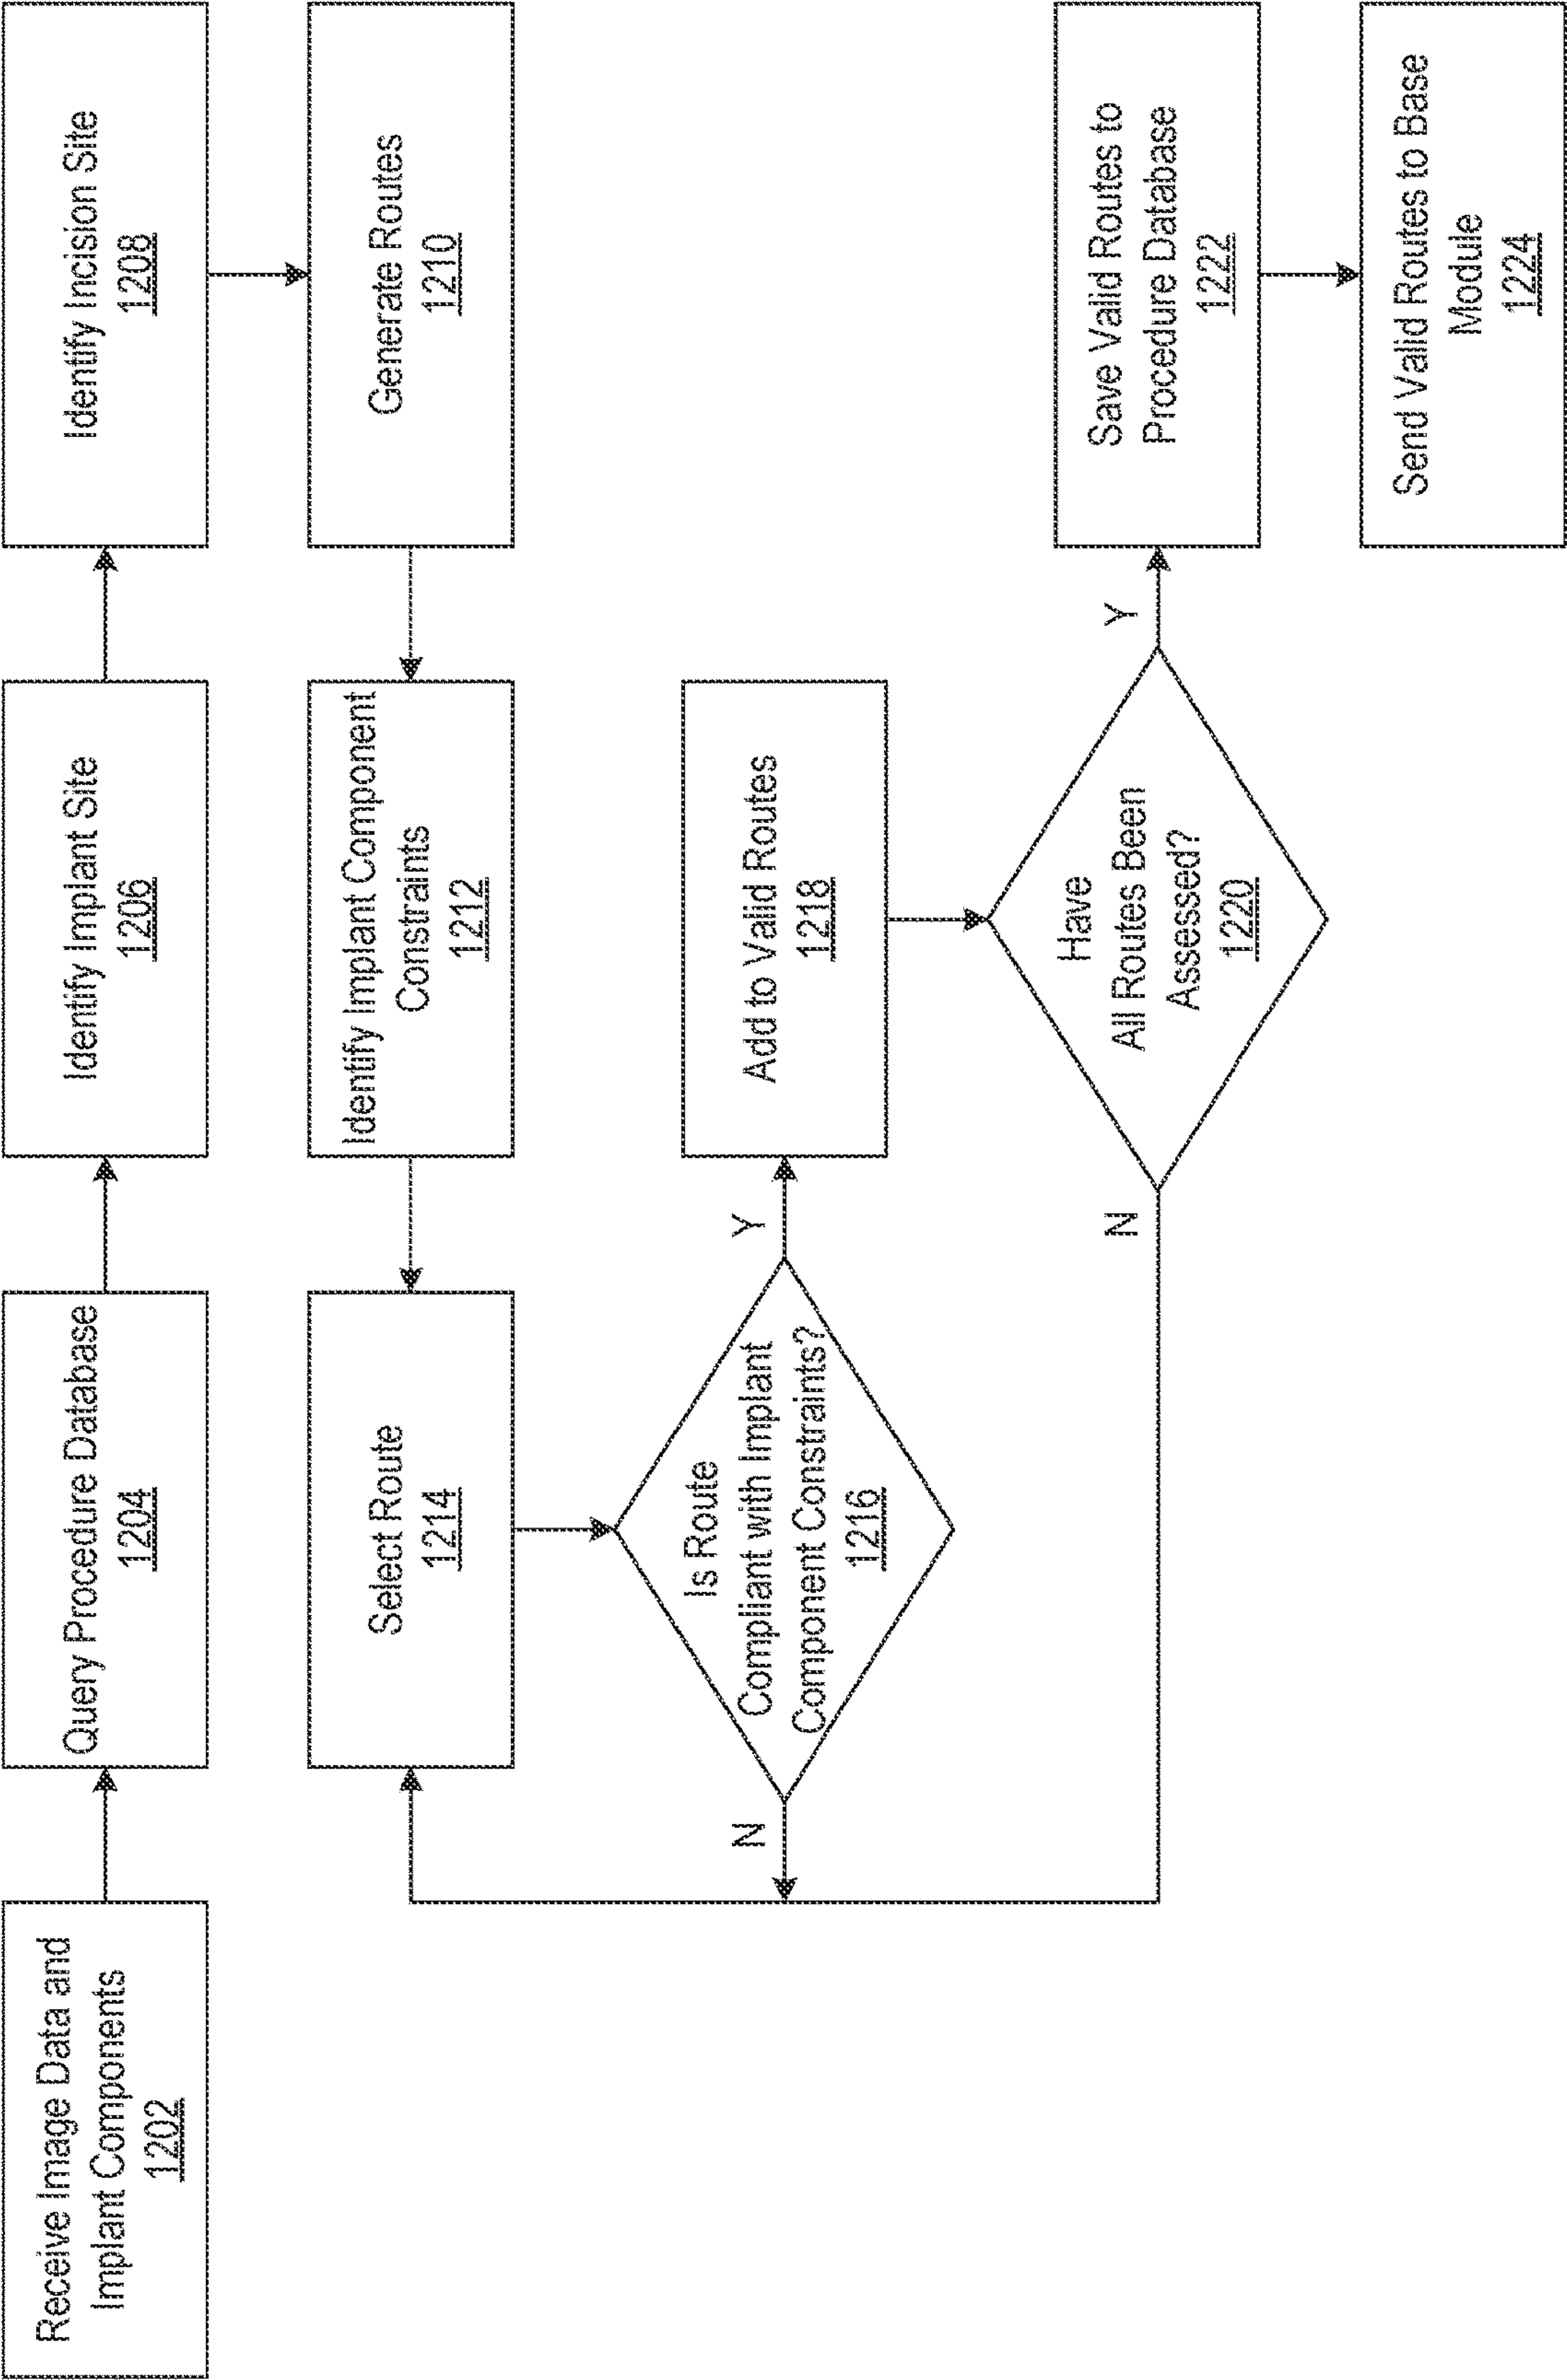 Receive Image Data and
Implant Components
1202
Query Procedure Database
1204
Identify Implant Site
1206
Identify Incision Site
1208
Generate Routes
1210
Identify Implant Component
Constraints
1212
Select Route
1214
Is Route
Compliant with Implant
Component Constraints?
1216
N
Y
Add to Valid Routes
1218
Have
All Routes Been
Assessed?
1220
N
Y
Save Valid Routes to
Procedure Database
1222
Send Valid Routes to Base
Module
1224